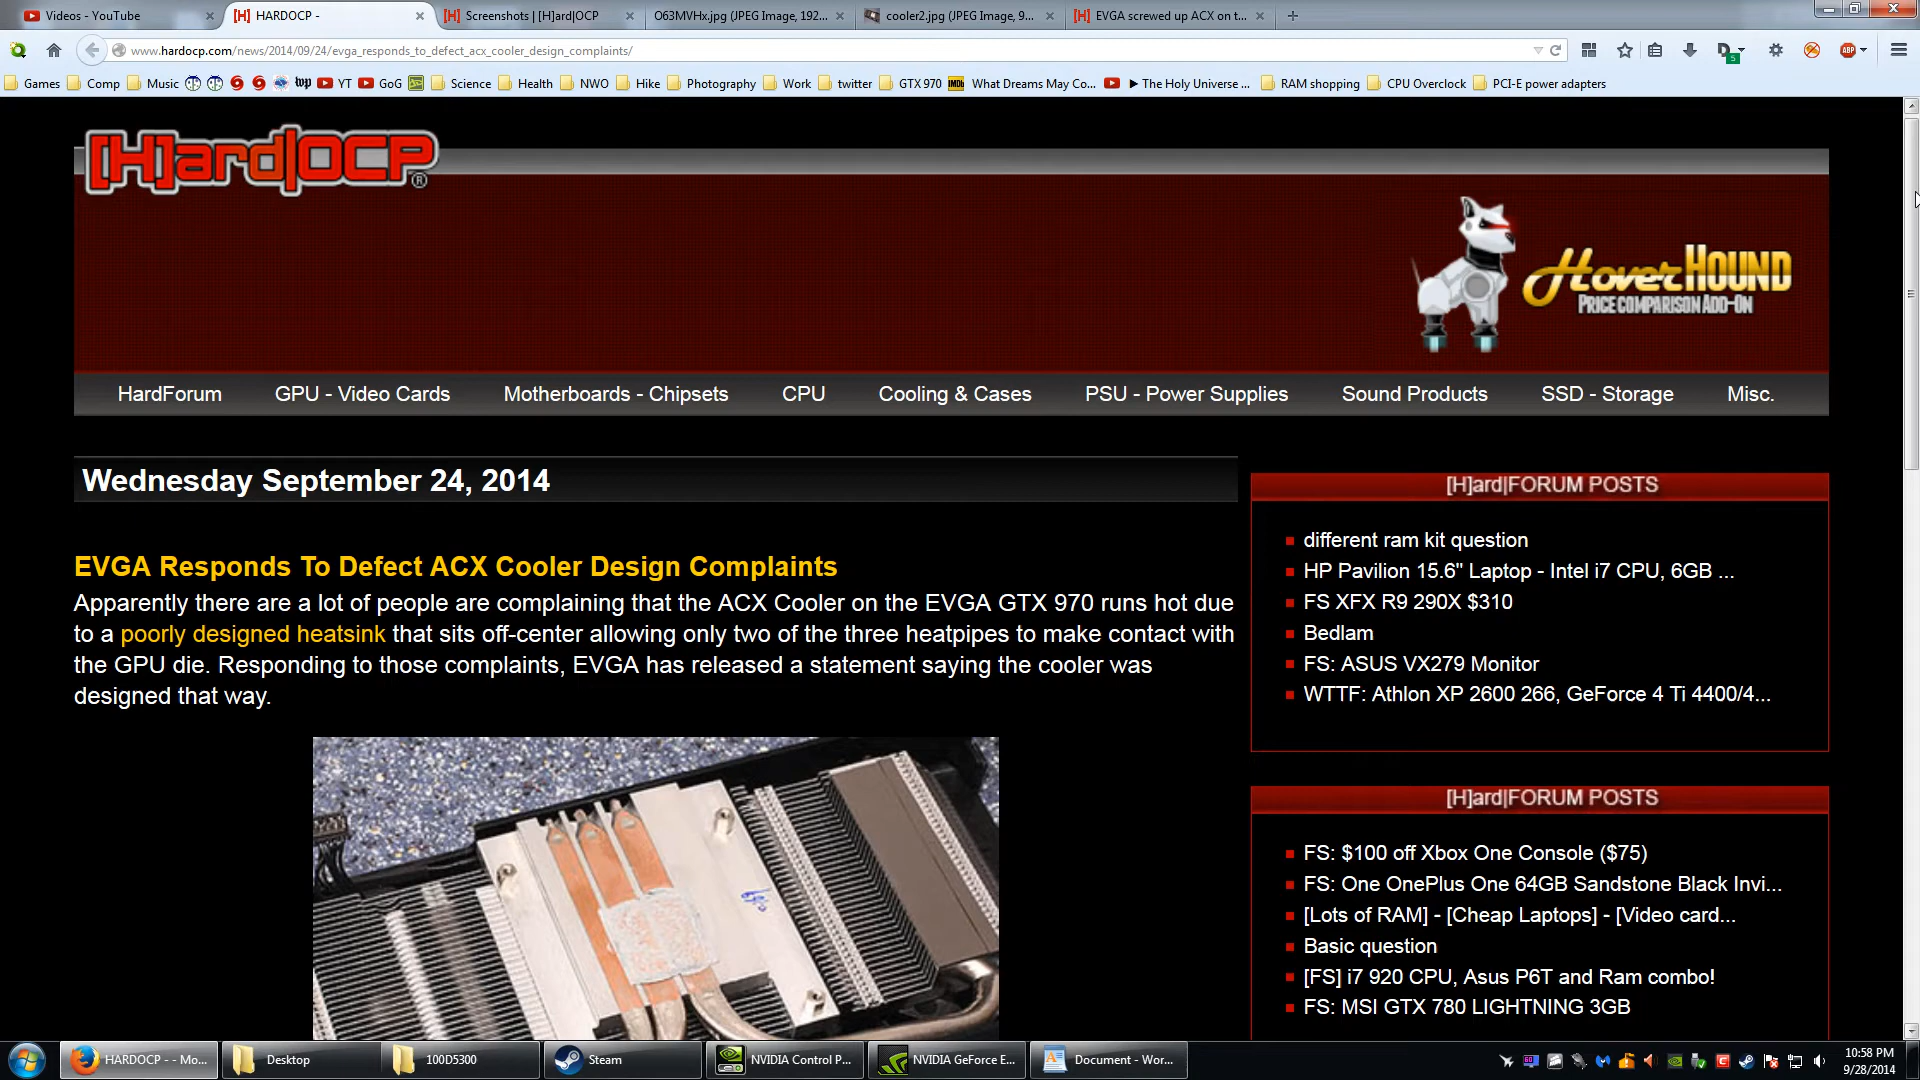 Videos - YouTube
HARDOCP -
Screenshots | [H]ard|OCP
O63MVHx.jpg (JPEG Image, 192...
cooler2.jpg (JPEG Image, 9...
EVGA screwed up ACX on t...
www.hardocp.com/news/2014/09/24/evga_responds_to_defect_acx_cooler_design_complaints/
D
5
ABP
Games
Comp
Music
wp
YT
GoG
Science
Health
NWO
Hike
Photography
Work
twitter
GTX 970
IMDb
What Dreams May Co...
► The Holy Universe ...
RAM shopping
CPU Overclock
PCI-E power adapters
[H]ard|OCP®
HoverHound
Price Comparison Add-On
HardForum
GPU - Video Cards
Motherboards - Chipsets
CPU
Cooling & Cases
PSU - Power Supplies
Sound Products
SSD - Storage
Misc.
Wednesday September 24, 2014
EVGA Responds To Defect ACX Cooler Design Complaints
Apparently there are a lot of people are complaining that the ACX Cooler on the EVGA GTX 970 runs hot due
to a poorly designed heatsink that sits off-center allowing only two of the three heatpipes to make contact with
the GPU die. Responding to those complaints, EVGA has released a statement saying the cooler was
designed that way.
[H]ard|FORUM POSTS
different ram kit question
HP Pavilion 15.6" Laptop - Intel i7 CPU, 6GB ...
FS XFX R9 290X $310
Bedlam
FS: ASUS VX279 Monitor
WTTF: Athlon XP 2600 266, GeForce 4 Ti 4400/4...
[H]ard|FORUM POSTS
FS: $100 off Xbox One Console ($75)
FS: One OnePlus One 64GB Sandstone Black Invi...
[Lots of RAM] - [Cheap Laptops] - [Video card...
Basic question
[FS] i7 920 CPU, Asus P6T and Ram combo!
FS: MSI GTX 780 LIGHTNING 3GB
HARDOCP - - Mo...
Desktop
100D5300
Steam
NVIDIA Control P...
NVIDIA GeForce E...
Document - Wor...
10:58 PM
9/28/2014